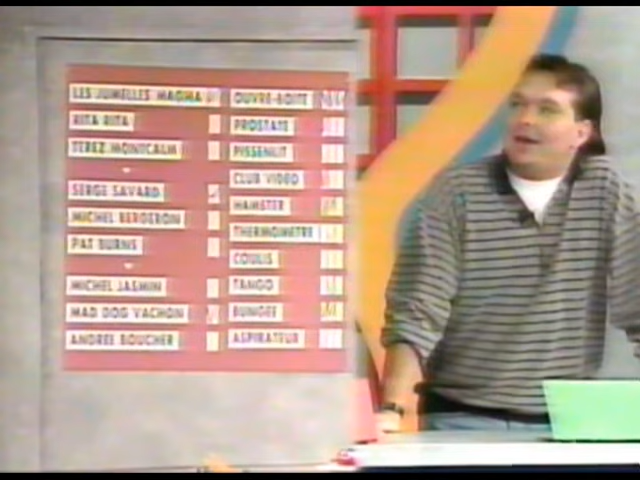 LES JUMELLES MAGMA
RITA RITA
TEREZ MONTCALM
SERGE SAVARD
MICHEL BERGERON
PAT BURNS
MICHEL JASMIN
MAD DOG VACHON
ANDREE BOUCHER
OUVRE-BOITE
PROSTATE
PISSENLIT
CLUB VIDEO
HAMSTER
THERMOMETRE
COULIS
TANGO
BUNGEE
ASPIRATEUR